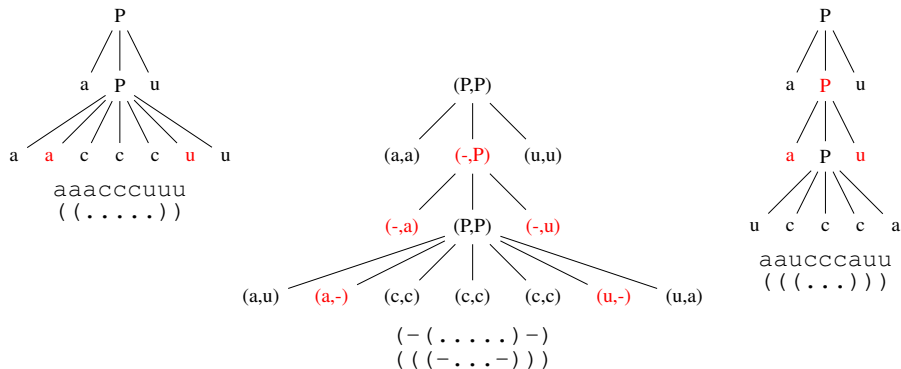 P
a P u
a a c c c u u
aaacccuuu
((.....))
(P,P)
(a,a) (-,P) (u,u)
(-,a) (P,P) (-,u)
(a,u) (a,-) (c,c) (c,c) (c,c) (u,-) (u,a)
(-(.....)-)
(((-...-)))
P
a P u
a P u
u c c c a
aaucccauu
(((...)))